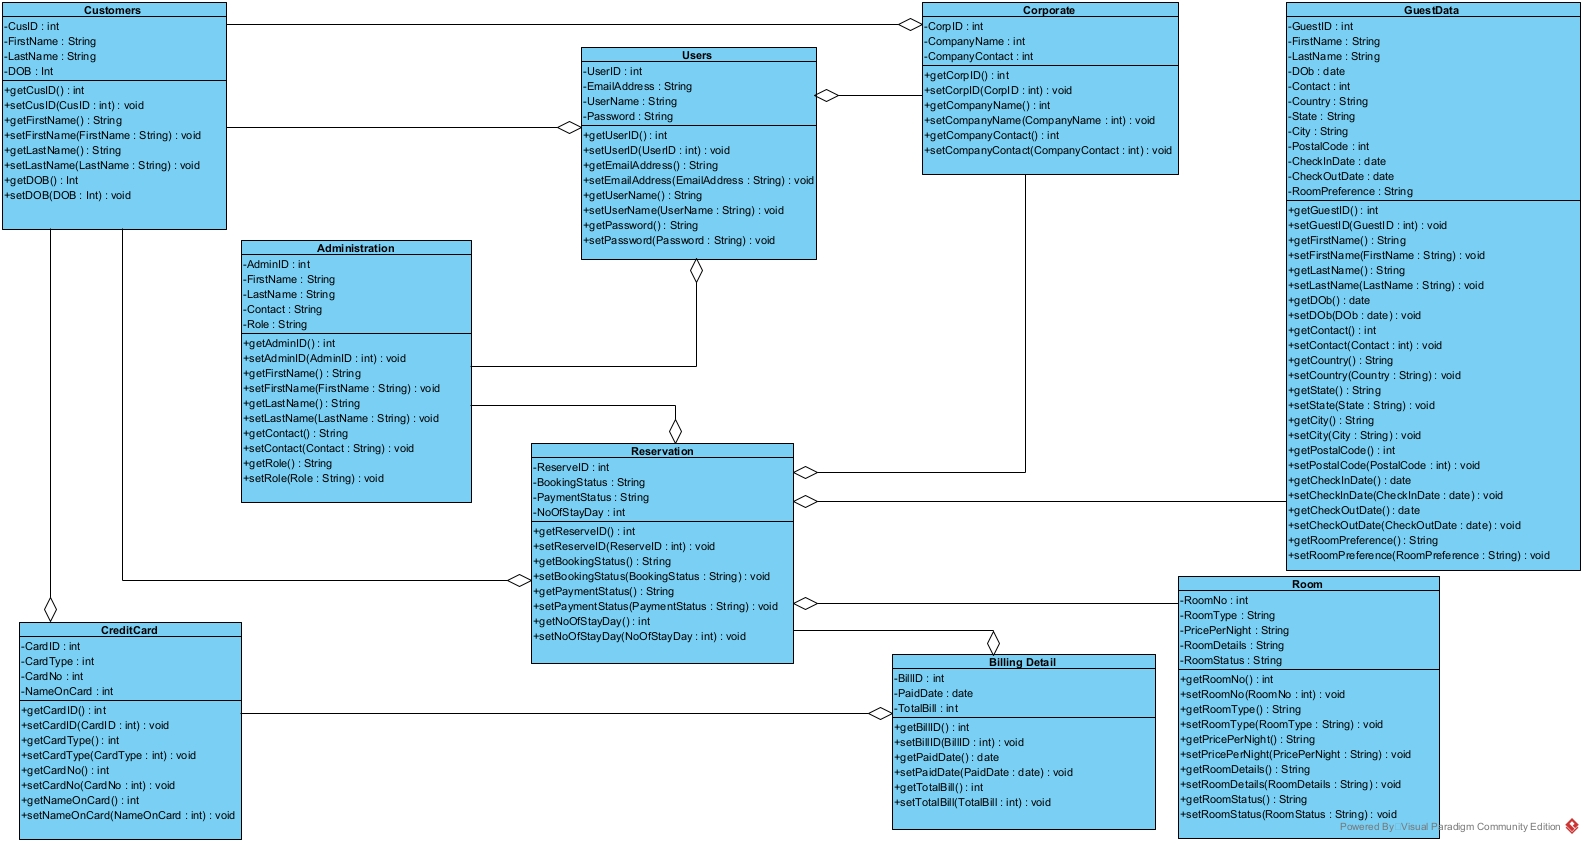 Customers
-CusID : int
-FirstName : String
-LastName : String
-DOB : Int
+getCusID() : int
+setCusID(CusID : int) : void
+getFirstName() : String
+setFirstName(FirstName : String) : void
+getLastName() : String
+setLastName(LastName : String) : void
+getDOB() : Int
+setDOB(DOB : Int) : void
Users
-UserID : int
-EmailAddress : String
-UserName : String
-Password : String
+getUserID() : int
+setUserID(UserID : int) : void
+getEmailAddress() : String
+setEmailAddress(EmailAddress : String) : void
+getUserName() : String
+setUserName(UserName : String) : void
+getPassword() : String
+setPassword(Password : String) : void
Corporate
-CorpID : int
-CompanyName : int
-CompanyContact : int
+getCorpID() : int
+setCorpID(CorpID : int) : void
+getCompanyName() : int
+setCompanyName(CompanyName : int) : void
+getCompanyContact() : int
+setCompanyContact(CompanyContact : int) : void
GuestData
-GuestID : int
-FirstName : String
-LastName : String
-DOb : date
-Contact : int
-Country : String
-State : String
-City : String
-PostalCode : int
-CheckInDate : date
-CheckOutDate : date
-RoomPreference : String
+getGuestID() : int
+setGuestID(GuestID : int) : void
+getFirstName() : String
+setFirstName(FirstName : String) : void
+getLastName() : String
+setLastName(LastName : String) : void
+getDOb() : date
+setDOb(DOb : date) : void
+getContact() : int
+setContact(Contact : int) : void
+getCountry() : String
+setCountry(Country : String) : void
+getState() : String
+setState(State : String) : void
+getCity() : String
+setCity(City : String) : void
+getPostalCode() : int
+setPostalCode(PostalCode : int) : void
+getCheckInDate() : date
+setCheckInDate(CheckInDate : date) : void
+getCheckOutDate() : date
+setCheckOutDate(CheckOutDate : date) : void
+getRoomPreference() : String
+setRoomPreference(RoomPreference : String) : void
Administration
-AdminID : int
-FirstName : String
-LastName : String
-Contact : String
-Role : String
+getAdminID() : int
+setAdminID(AdminID : int) : void
+getFirstName() : String
+setFirstName(FirstName : String) : void
+getLastName() : String
+setLastName(LastName : String) : void
+getContact() : String
+setContact(Contact : String) : void
+getRole() : String
+setRole(Role : String) : void
Reservation
-ReserveID : int
-BookingStatus : String
-PaymentStatus : String
-NoOfStayDay : int
+getReserveID() : int
+setReserveID(ReserveID : int) : void
+getBookingStatus() : String
+setBookingStatus(BookingStatus : String) : void
+getPaymentStatus() : String
+setPaymentStatus(PaymentStatus : String) : void
+getNoOfStayDay() : int
+setNoOfStayDay(NoOfStayDay : int) : void
CreditCard
-CardID : int
-CardType : int
-CardNo : int
-NameOnCard : int
+getCardID() : int
+setCardID(CardID : int) : void
+getCardType() : int
+setCardType(CardType : int) : void
+getCardNo() : int
+setCardNo(CardNo : int) : void
+getNameOnCard() : int
+setNameOnCard(NameOnCard : int) : void
Billing Detail
-BillID : int
-PaidDate : date
-TotalBill : int
+getBillID() : int
+setBillID(BillID : int) : void
+getPaidDate() : date
+setPaidDate(PaidDate : date) : void
+getTotalBill() : int
+setTotalBill(TotalBill : int) : void
Room
-RoomNo : int
-RoomType : String
-PricePerNight : String
-RoomDetails : String
-RoomStatus : String
+getRoomNo() : int
+setRoomNo(RoomNo : int) : void
+getRoomType() : String
+setRoomType(RoomType : String) : void
+getPricePerNight() : String
+setPricePerNight(PricePerNight : String) : void
+getRoomDetails() : String
+setRoomDetails(RoomDetails : String) : void
+getRoomStatus() : String
+setRoomStatus(RoomStatus : String) : void
Powered By Visual Paradigm Community Edition